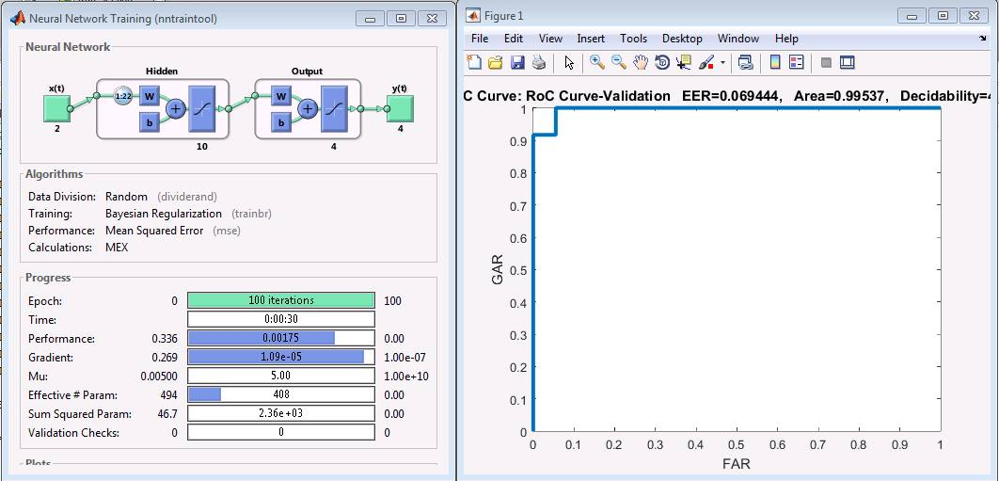 Neural Network Training (nntraintool)
Neural Network
Hidden Output
x(t) 1:22 W b + W b + y(t)
2 10 4 4
Algorithms
Data Division: Random (dividerand)
Training: Bayesian Regularization (trainbr)
Performance: Mean Squared Error (mse)
Calculations: MEX
Progress
Epoch: 0 100 iterations 100
Time: 0:00:30
Performance: 0.336 0.00175 0.00
Gradient: 0.269 1.09e-05 1.00e-07
Mu: 0.00500 5.00 1.00e+10
Effective # Param: 494 408 0.00
Sum Squared Param: 46.7 2.36e+03 0.00
Validation Checks: 0 0 0
Plots
Figure 1
File Edit View Insert Tools Desktop Window Help
C Curve: RoC Curve-Validation EER=0.069444, Area=0.99537, Decidability=4
1
0.9
0.8
0.7
0.6
0.5
0.4
0.3
0.2
0.1
0
GAR
0 0.1 0.2 0.3 0.4 0.5 0.6 0.7 0.8 0.9 1
FAR